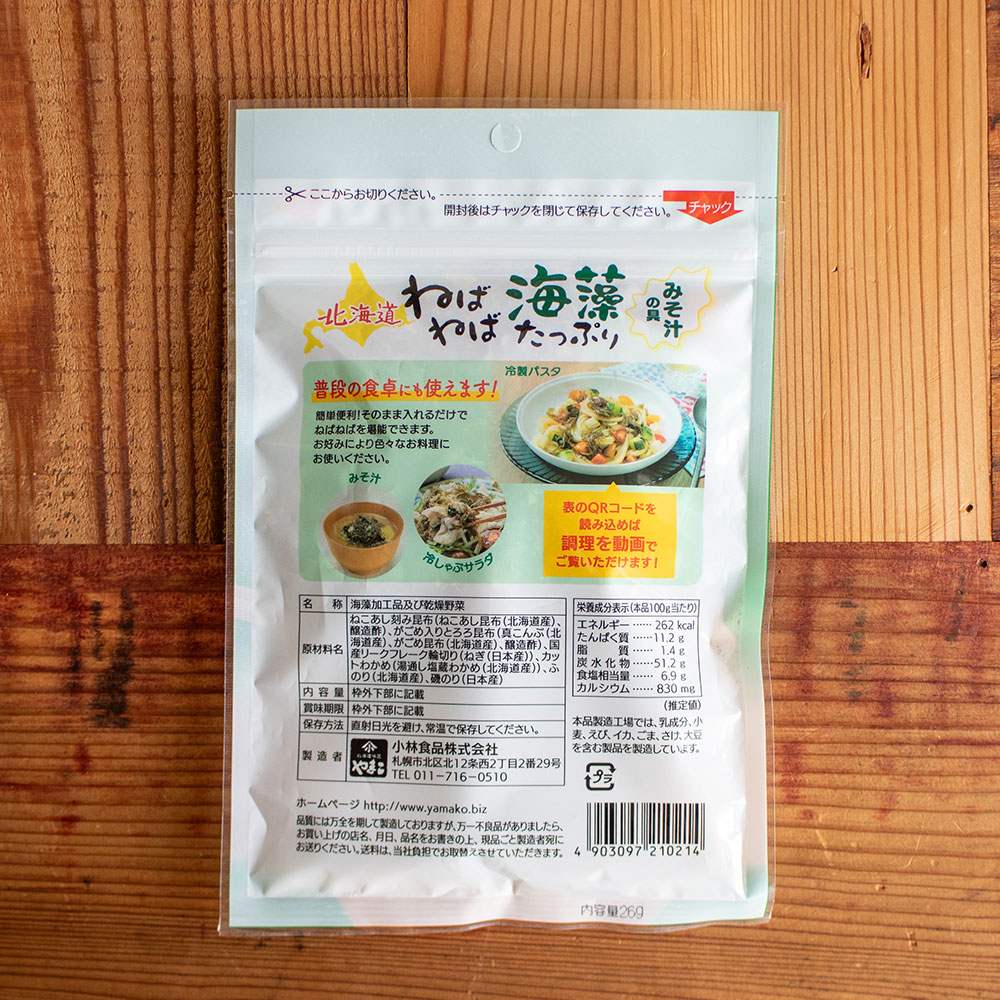 ここからお切りください。
開封後はチャックを閉じて保存してください。
チャック
北海道
ねばねば
海藻
たっぷり
みそ汁
の具
冷製パスタ
普段の食卓にも使えます!
簡単便利!そのまま入れるだけで
ねばねばを堪能できます。
お好みにより色々なお料理に
お使いください。
みそ汁
冷しゃぶサラダ
表のQRコードを
読み込めば
調理を動画で
ご覧いただけます!
名 称 海藻加工品及び乾燥野菜
原材料名 ねこあし刻み昆布(ねこあし昆布(北海道産)、
醸造酢)、がごめ入りとろろ昆布(真こんぶ(北
海道産)、がごめ昆布(北海道産)、醸造酢)、国
産リークフレーク輪切り(ねぎ(日本産))、カッ
トわかめ(湯通し塩蔵わかめ(北海道産))、ふ
のり(北海道産)、磯のり(日本産)
内容量 枠外下部に記載
賞味期限 枠外下部に記載
保存方法 直射日光を避け、常温で保存してください。
製造者 やまこ 小林食品株式会社
札幌市北区北12条西2丁目2番29号
TEL 011-716-0510
栄養成分表示(本品100g当たり)
エネルギー……262 kcal
たんぱく質……11.2 g
脂質……1.4 g
炭水化物……51.2 g
食塩相当量……6.9 g
カルシウム……830 mg
(推定値)
本品製造工場では、乳成分、小
麦、えび、イカ、ごま、さけ、大豆
を含む製品を製造しています。
プラ
ホームページ http://www.yamako.biz
品質には万全を期して製造しておりますが、万一不良品がありましたら、
お買い上げの店名、月日、品名をお書きの上、現品ごと製造者宛に
お送りください。送料は、当社負担でお取替えさせていただきます。
4 903097 210214
内容量26g